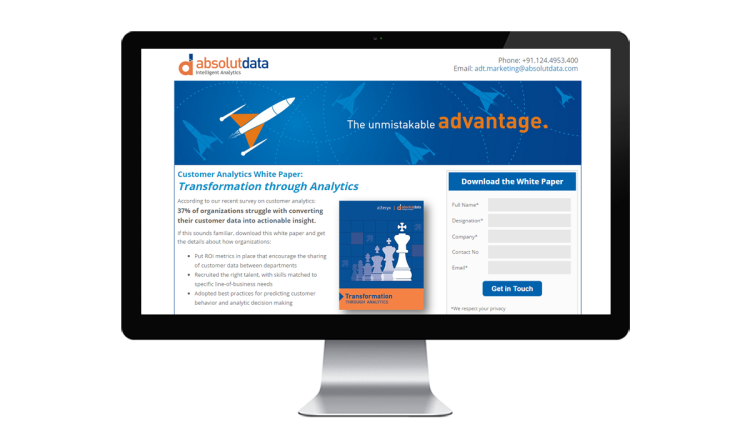 absolutdata
Intelligent Analytics
Phone: +91.124.4953.400
Email: adt.marketing@absolutdata.com
The unmistakable advantage.
Customer Analytics White Paper:
Transformation through Analytics
According to our recent survey on customer analytics:
37% of organizations struggle with converting
their customer data into actionable insight.
If this sounds familiar, download this white paper and get
the details about how organizations:
• Put ROI metrics in place that encourage the sharing
of customer data between departments
• Recruited the right talent, with skills matched to
specific line-of-business needs
• Adopted best practices for predicting customer
behavior and analytic decision making
absolutdata
Transformation
THROUGH ANALYTICS
Download the White Paper
Full Name*
Designation*
Company*
Contact No
Email*
Get in Touch
*We respect your privacy